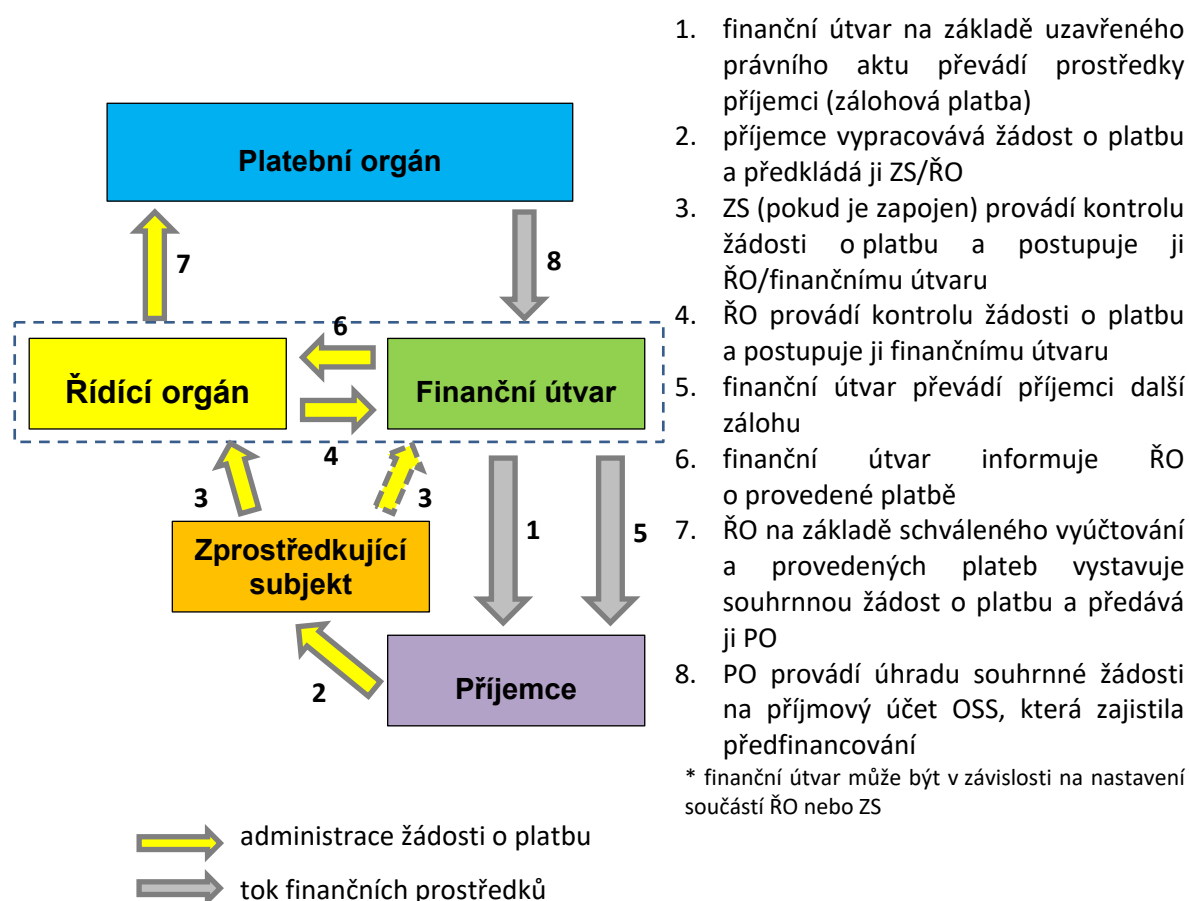 Platební orgán
7
8
6
Řídící orgán
Finanční útvar
4
3
3
1
5
Zprostředkující
subjekt
2
Příjemce
administrace žádosti o platbu
tok finančních prostředků
1. finanční útvar na základě uzavřeného
právního aktu převádí prostředky
příjemci (zálohová platba)
2. příjemce vypracovává žádost o platbu
a předkládá ji ZS/ŘO
3. ZS (pokud je zapojen) provádí kontrolu
žádosti o platbu a postupuje ji
ŘO/finančnímu útvaru
4. ŘO provádí kontrolu žádosti o platbu
a postupuje ji finančnímu útvaru
5. finanční útvar převádí příjemci další
zálohu
6. finanční útvar informuje ŘO
o provedené platbě
7. ŘO na základě schváleného vyúčtování
a provedených plateb vystavuje
souhrnnou žádost o platbu a předává
ji PO
8. PO provádí úhradu souhrnné žádosti
na příjmový účet OSS, která zajistila
předfinancování
* finanční útvar může být v závislosti na nastavení
součástí ŘO nebo ZS